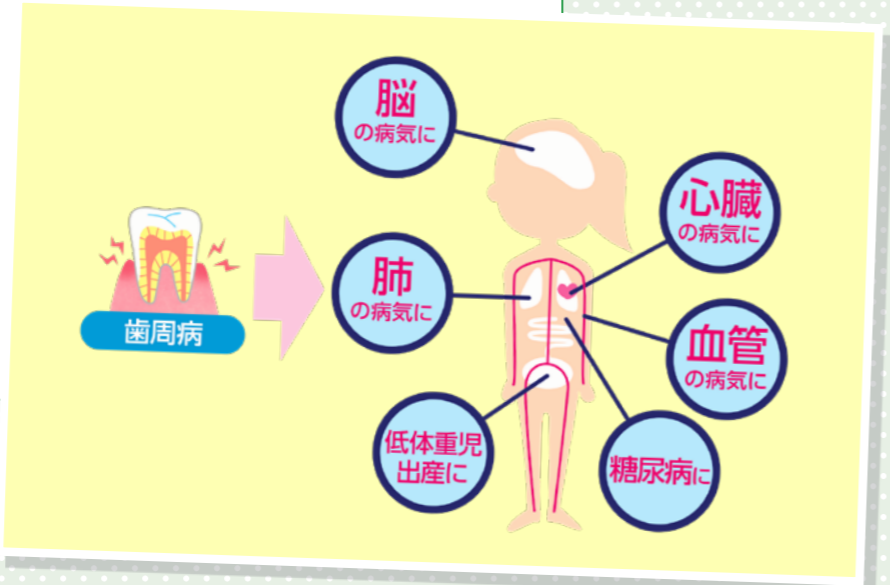 歯周病
脳
の病気に
肺
の病気に
低体重児
出産に
心臓
の病気に
血管
の病気に
糖尿病に